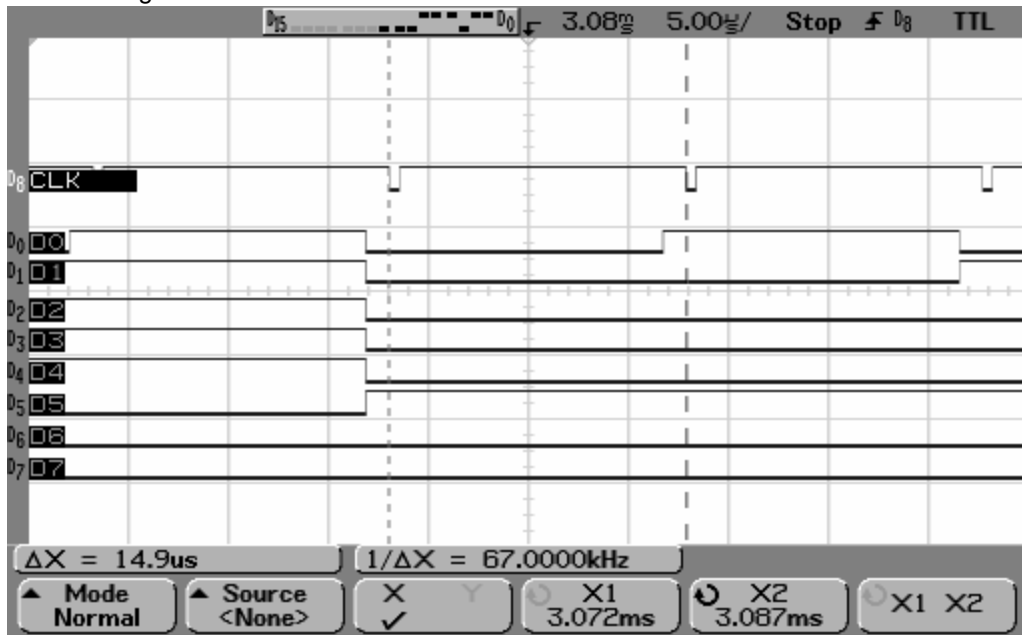 D15 D0 3.08ms 5.00us/ Stop D8 TTL
D8 CLK
D0 D0
D1 D1
D2 D2
D3 D3
D4 D4
D5 D5
D6 D6
D7 D7
ΔX = 14.9us 1/ΔX = 67.0000kHz
Mode Source X Y X1 X2 X1 X2
Normal <None> ✓ 3.072ms 3.087ms